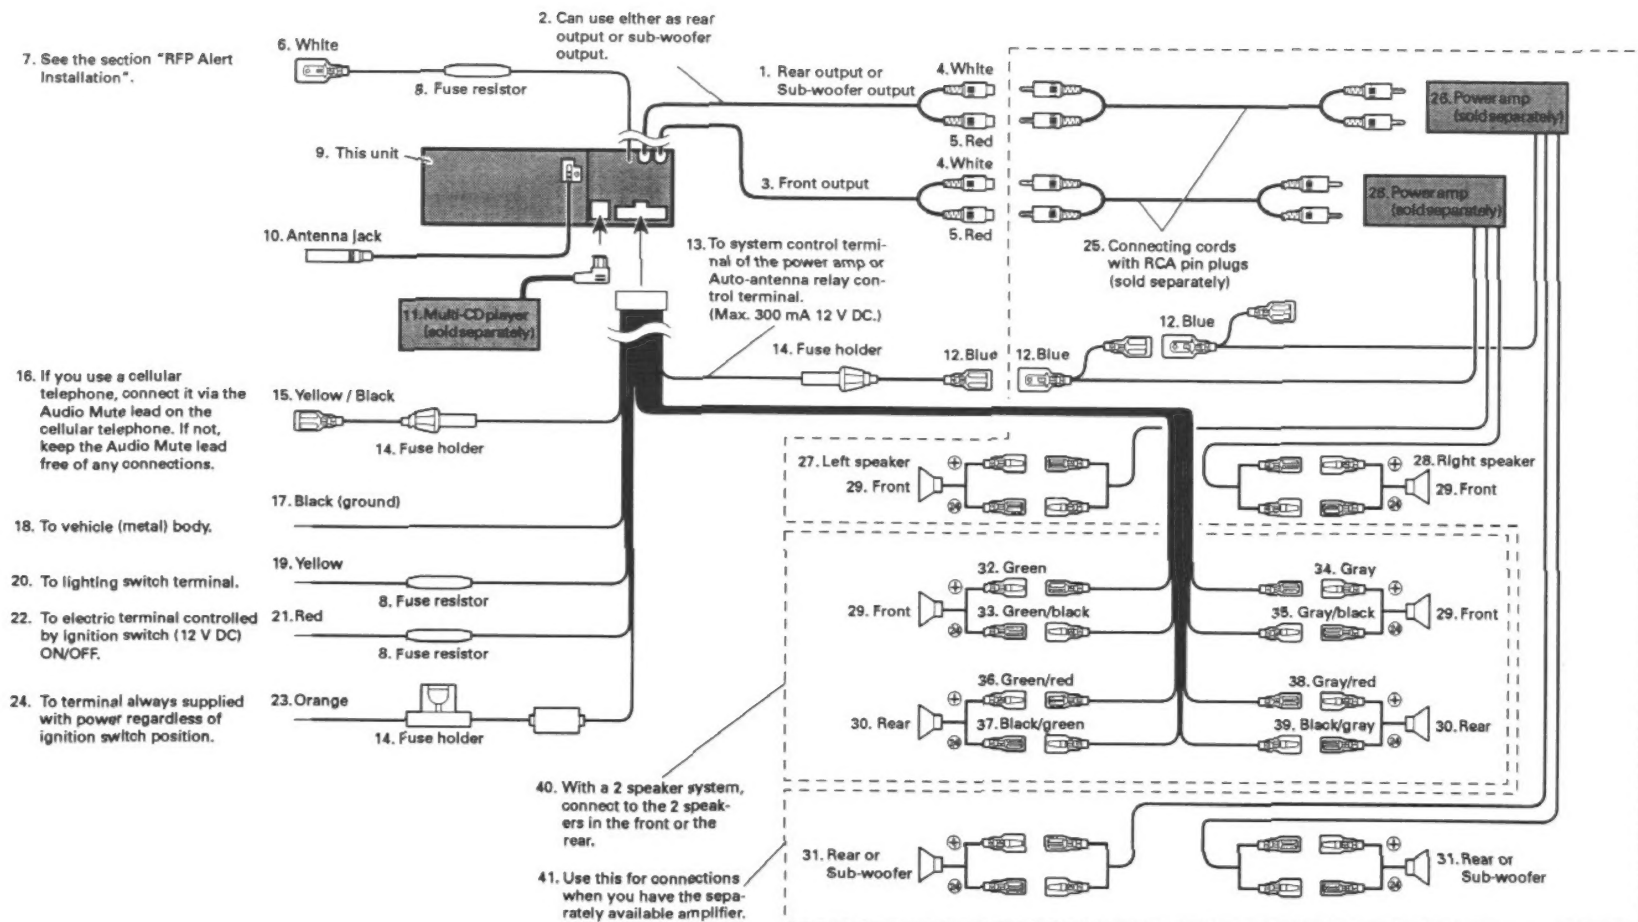 2. Can use either as rear
output or sub-woofer
output.
6. White
7. See the section "RFP Alert
Installation".
8. Fuse resistor
1. Rear output or
Sub-woofer output
4. White
5. Red
26. Power amp
(sold separately)
9. This unit
3. Front output
4. White
5. Red
26. Power amp
(sold separately)
10. Antenna jack
13. To system control termi-
nal of the power amp or
Auto-antenna relay con-
trol terminal.
(Max. 300 mA 12 V DC.)
25. Connecting cords
with RCA pin plugs
(sold separately)
11. Multi-CD player
(sold separately)
12. Blue
14. Fuse holder
12. Blue
12. Blue
16. If you use a cellular
telephone, connect it via the
Audio Mute lead on the
cellular telephone. If not,
keep the Audio Mute lead
free of any connections.
15. Yellow / Black
14. Fuse holder
27. Left speaker
29. Front
⊕
24
28. Right speaker
29. Front
⊕
24
17. Black (ground)
18. To vehicle (metal) body.
19. Yellow
20. To lighting switch terminal.
8. Fuse resistor
21. Red
22. To electric terminal controlled
by ignition switch (12 V DC)
ON/OFF.
8. Fuse resistor
23. Orange
24. To terminal always supplied
with power regardless of
ignition switch position.
14. Fuse holder
32. Green
29. Front
33. Green/black
⊕
24
34. Gray
35. Gray/black
29. Front
⊕
24
36. Green/red
30. Rear
37. Black/green
⊕
24
38. Gray/red
39. Black/gray
30. Rear
⊕
24
40. With a 2 speaker system,
connect to the 2 speak-
ers in the front or the
rear.
41. Use this for connections
when you have the sepa-
rately available amplifier.
31. Rear or
Sub-woofer
⊕
24
31. Rear or
Sub-woofer
⊕
24